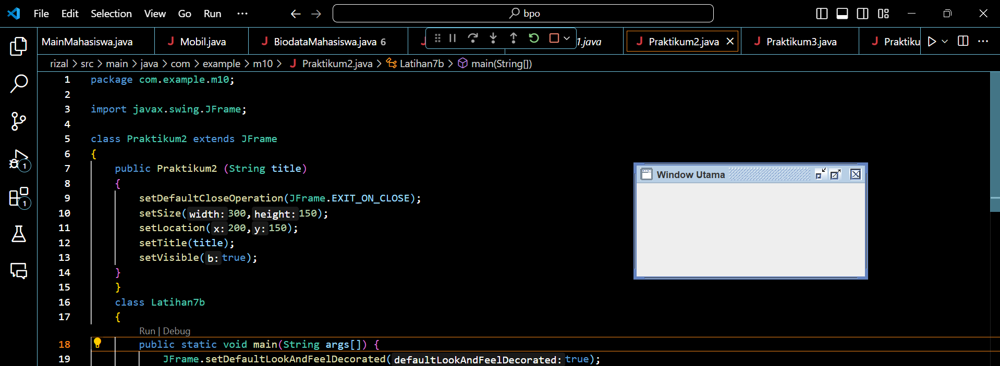 File Edit Selection View Go Run ··· bpo
MainMahasiswa.java J Mobil.java J BiodataMahasiswa.java 6 1.java J Praktikum2.java J Praktikum3.java J Praktiku
rizal > src > main > java > com > example > m10 > J Praktikum2.java > Latihan7b > main(String[])
1 package com.example.m10;
2
3 import javax.swing.JFrame;
4
5 class Praktikum2 extends JFrame
6 {
7 public Praktikum2 (String title)
8 {
9 setDefaultCloseOperation(JFrame.EXIT_ON_CLOSE);
10 setSize(width:300,height:150);
11 setLocation(x:200,y:150);
12 setTitle(title);
13 setVisible(b:true);
14 }
15 }
16 class Latihan7b
17 {
Run | Debug
18 public static void main(String args[]) {
19 JFrame.setDefaultLookAndFeelDecorated(defaultLookAndFeelDecorated:true);
Window Utama
1
1